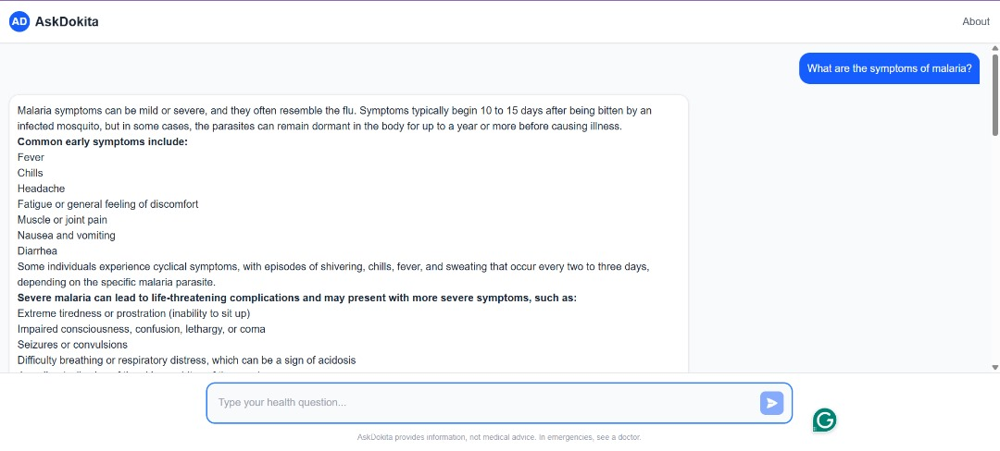 AD AskDokita
About
What are the symptoms of malaria?
Malaria symptoms can be mild or severe, and they often resemble the flu. Symptoms typically begin 10 to 15 days after being bitten by an
infected mosquito, but in some cases, the parasites can remain dormant in the body for up to a year or more before causing illness.
Common early symptoms include:
Fever
Chills
Headache
Fatigue or general feeling of discomfort
Muscle or joint pain
Nausea and vomiting
Diarrhea
Some individuals experience cyclical symptoms, with episodes of shivering, chills, fever, and sweating that occur every two to three days,
depending on the specific malaria parasite.
Severe malaria can lead to life-threatening complications and may present with more severe symptoms, such as:
Extreme tiredness or prostration (inability to sit up)
Impaired consciousness, confusion, lethargy, or coma
Seizures or convulsions
Difficulty breathing or respiratory distress, which can be a sign of acidosis
Type your health question...
G
AskDokita provides information, not medical advice. In emergencies, see a doctor.